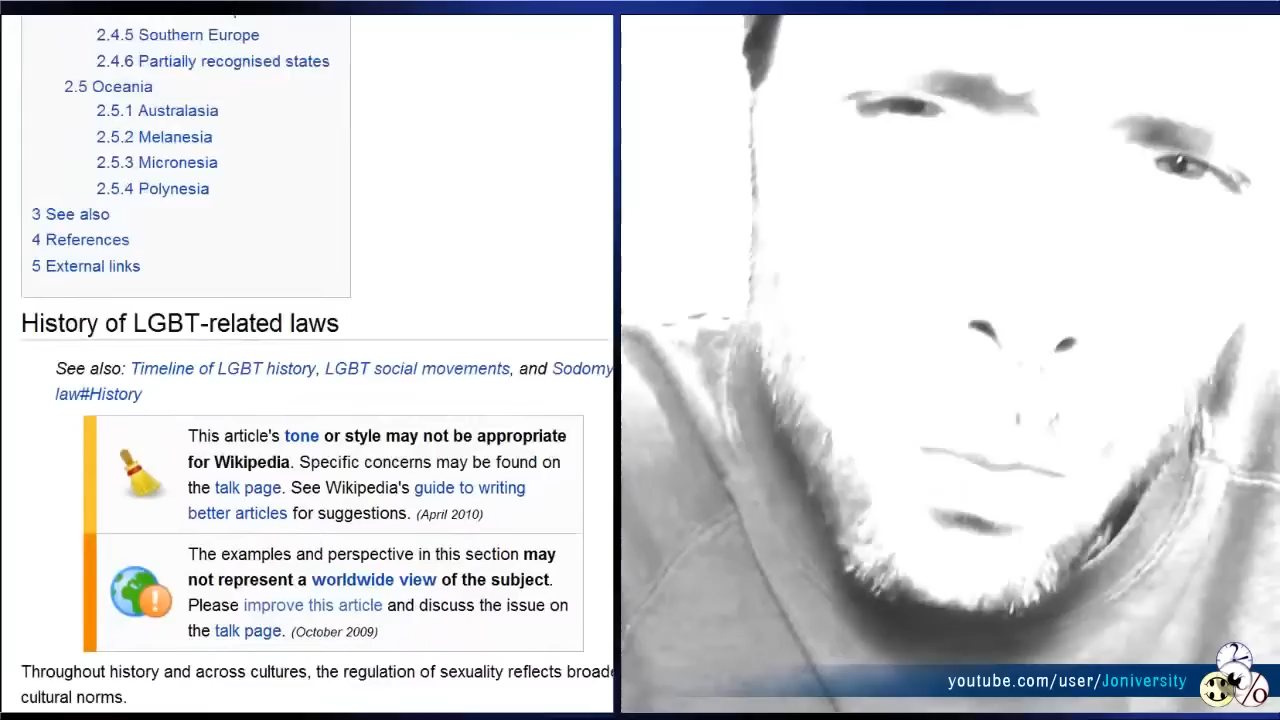 2.4.5 Southern Europe
2.4.6 Partially recognised states
2.5 Oceania
2.5.1 Australasia
2.5.2 Melanesia
2.5.3 Micronesia
2.5.4 Polynesia
3 See also
4 References
5 External links
History of LGBT-related laws
See also: Timeline of LGBT history, LGBT social movements, and Sodomy
law#History
This article's tone or style may not be appropriate
for Wikipedia. Specific concerns may be found on
the talk page. See Wikipedia's guide to writing
better articles for suggestions. (April 2010)
The examples and perspective in this section may
not represent a worldwide view of the subject.
Please improve this article and discuss the issue on
the talk page. (October 2009)
Throughout history and across cultures, the regulation of sexuality reflects broad
cultural norms.
youtube.com/user/Joniversity
?
%